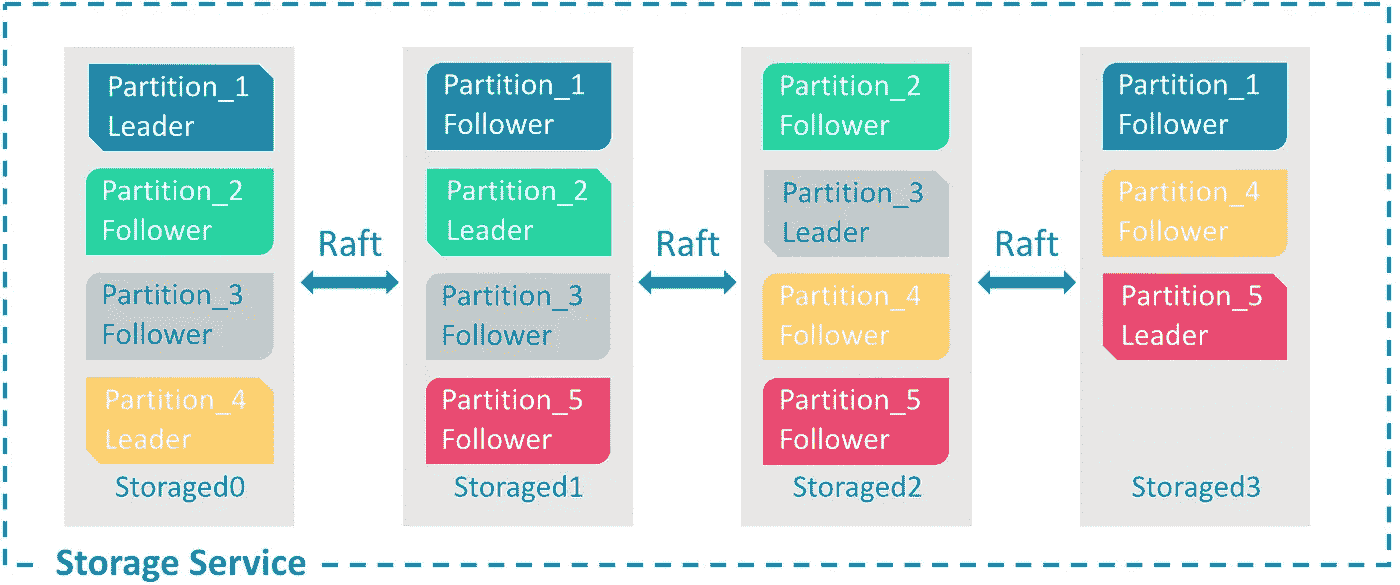 Partition_1
Leader
Partition_2
Follower
Partition_3
Follower
Partition_4
Leader
Storaged0
Raft
Partition_1
Follower
Partition_2
Leader
Partition_3
Follower
Partition_5
Follower
Storaged1
Raft
Partition_2
Follower
Partition_3
Leader
Partition_4
Follower
Partition_5
Follower
Storaged2
Raft
Partition_1
Follower
Partition_4
Follower
Partition_5
Leader
Storaged3
Storage Service